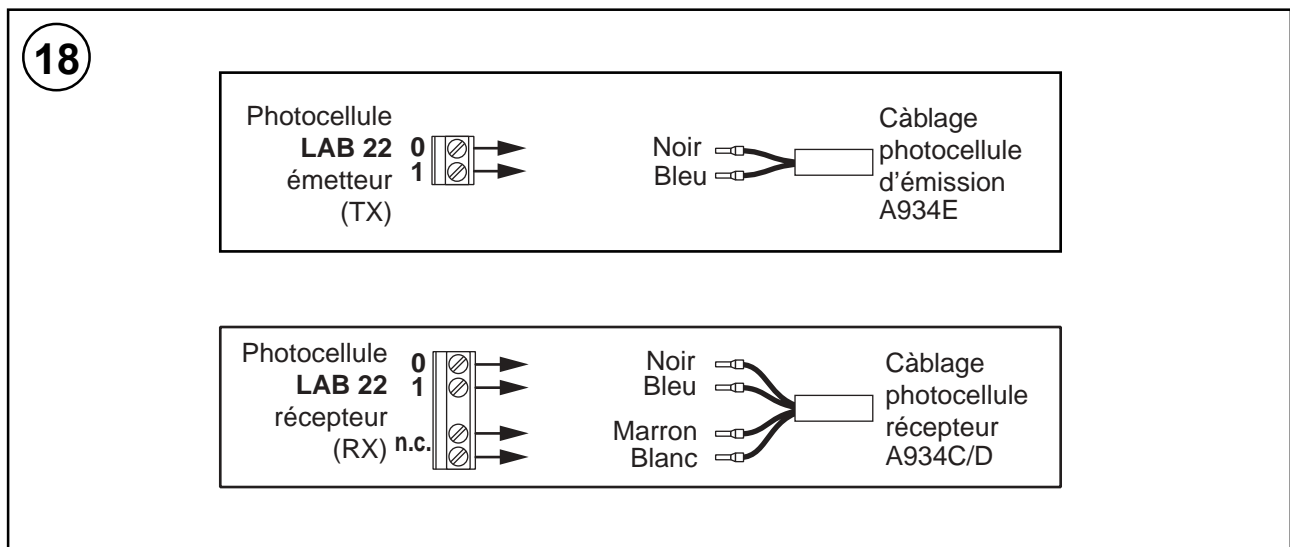 18
Photocellule
LAB 22
émetteur
(TX)
0
1
Noir
Bleu
Càblage
photocellule
d'émission
A934E
Photocellule
LAB 22
récepteur
(RX)
0
1
n.c.
Noir
Bleu
Marron
Blanc
Càblage
photocellule
récepteur
A934C/D